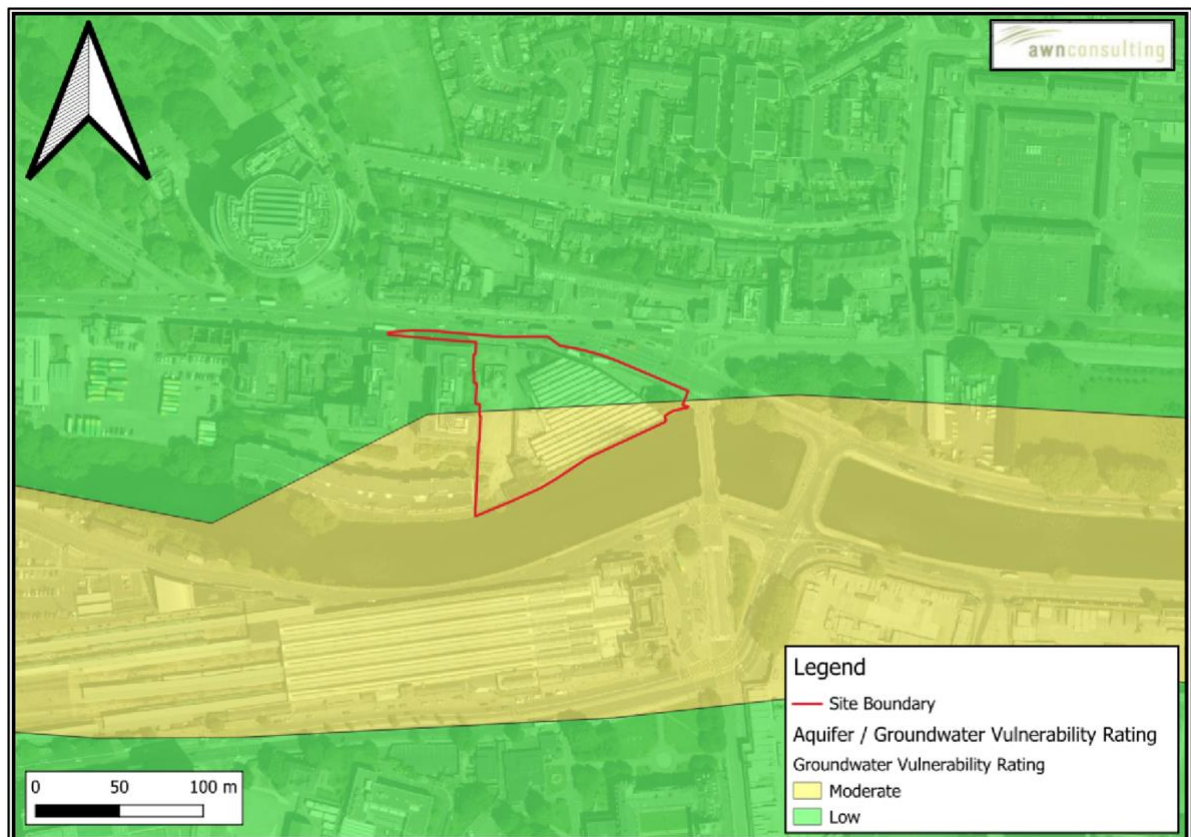 awnconsulting
Legend
Site Boundary
Aquifer / Groundwater Vulnerability Rating
Groundwater Vulnerability Rating
Moderate
Low
0 50 100 m